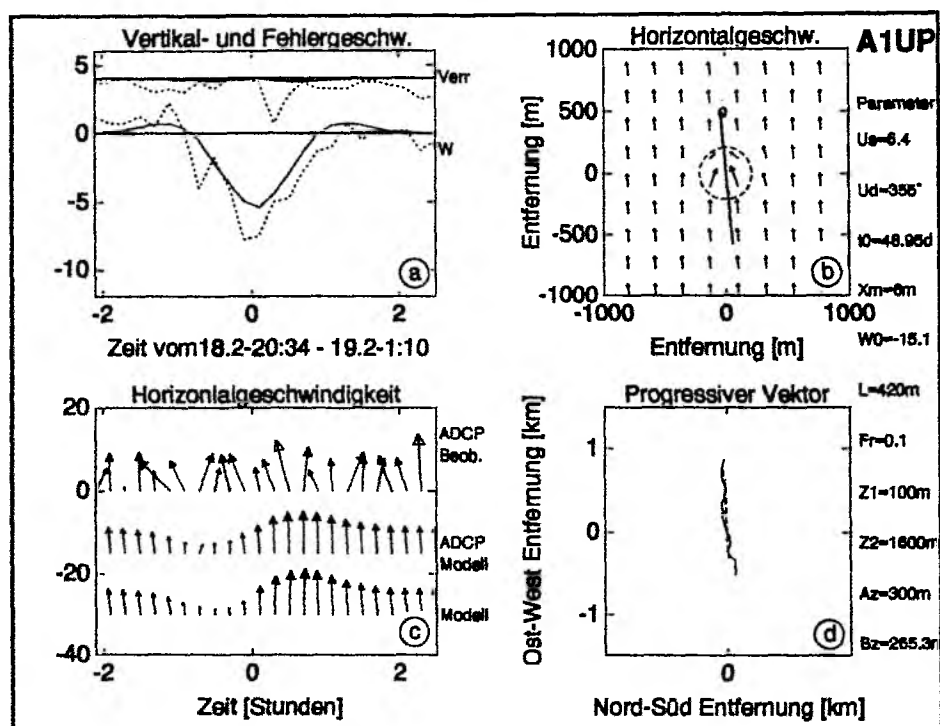 Vertikal- und Fehlergeschw.
5
0
-5
-10
Verr
W
a
-2
0
2
Zeit vom18.2-20:34 - 19.2-1:10
Horizontalgeschw.
1000
500
0
-500
-1000
Entfernung [m]
b
-1000
0
1000
Entfernung [m]
A1UP
Parameter
Us=6.4
Ud=355°
t0=48.95d
Xm=6m
W0=-15.1
L=420m
Fr=0.1
Z1=100m
Z2=1600m
Az=300m
Bz=265.3m
Horizontalgeschwindigkeit
20
0
-20
-40
ADCP
Beob.
ADCP
Modell
Modell
c
-2
0
2
Zeit [Stunden]
Progressiver Vektor
1
0
-1
Ost-West Entfernung [km]
d
0
Nord-Süd Entfernung [km]